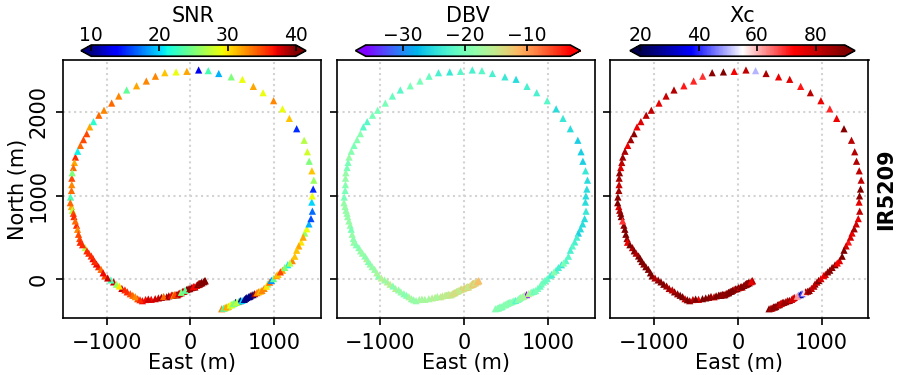 SNR DBV Xc
10 20 30 40 −30 −20 −10 20 40 60 80
2000
1000
0
North (m)
IR5209
−1000 0 1000 −1000 0 1000 −1000 0 1000
East (m) East (m) East (m)